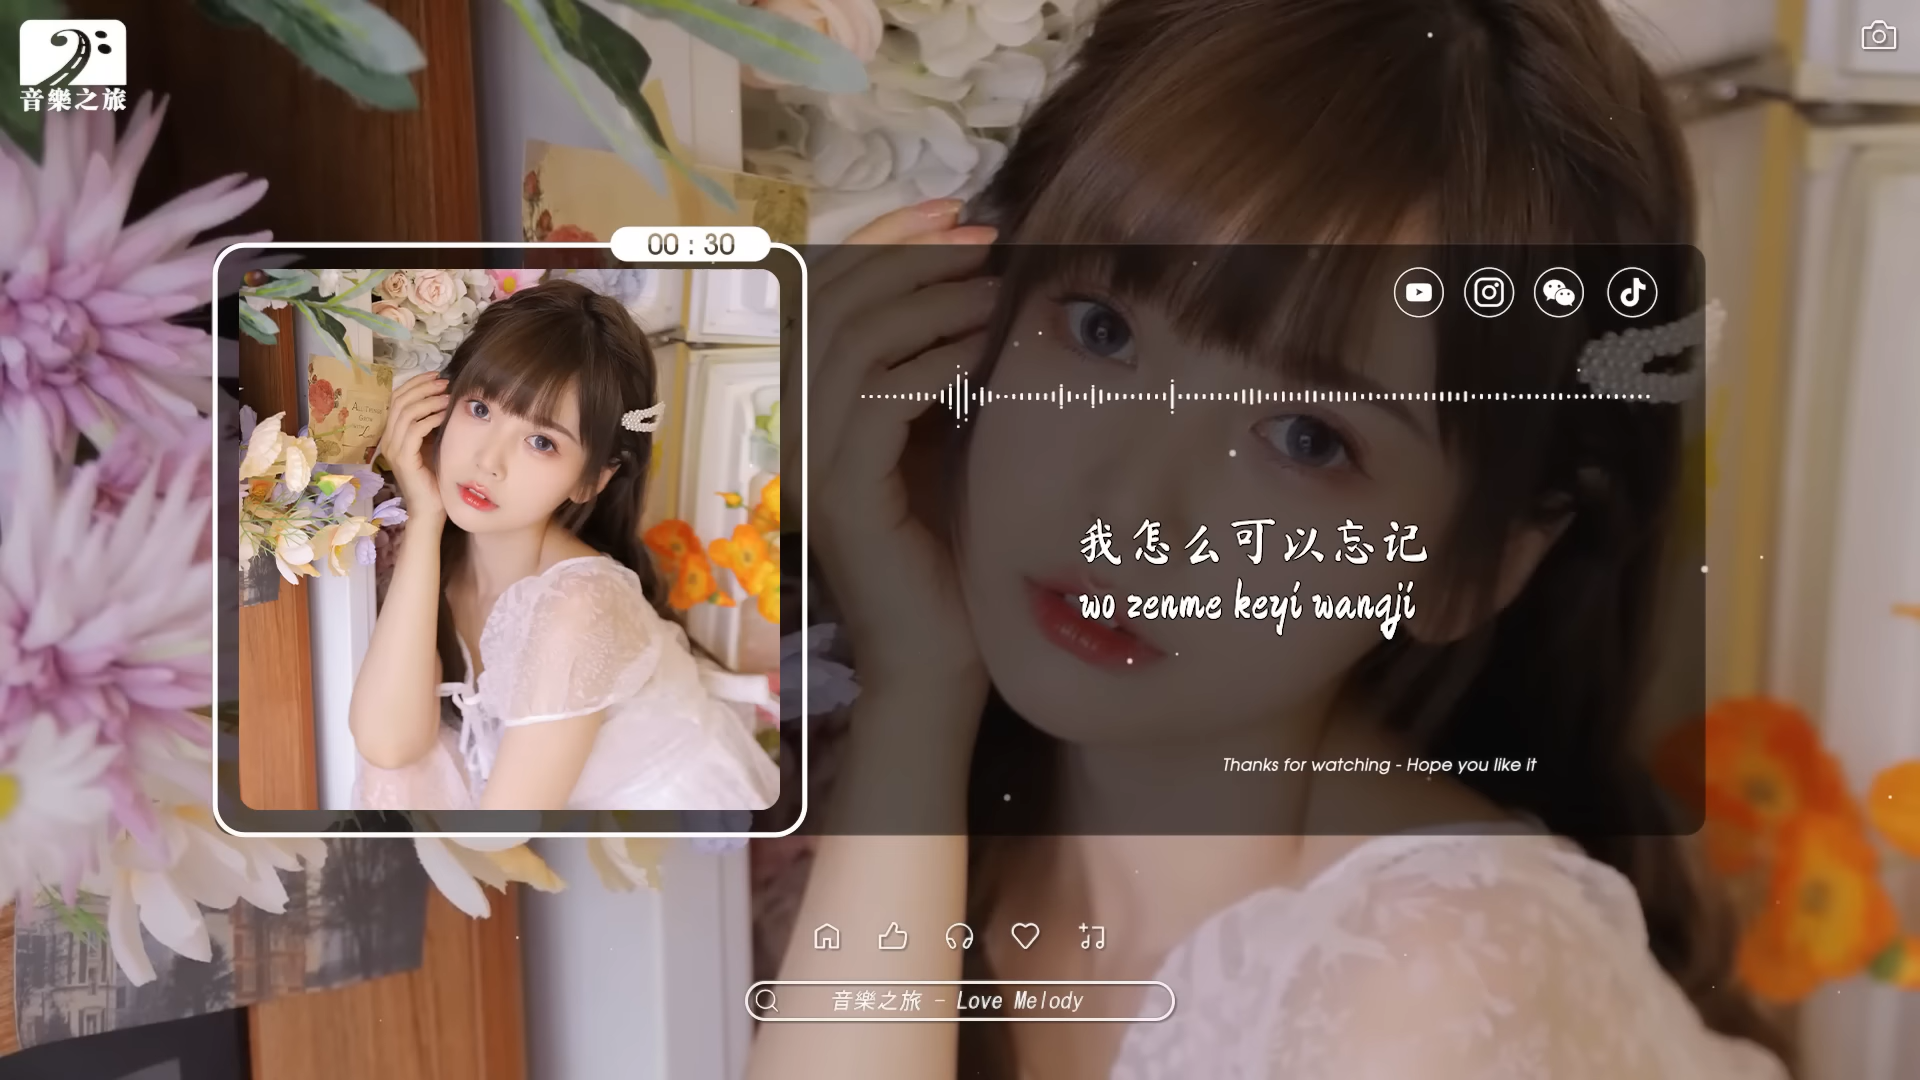 音樂之旅
00 : 30
我怎么可以忘记
wo zenme keyi wangji
Thanks for watching - Hope you like it
音樂之旅 - Love Melody